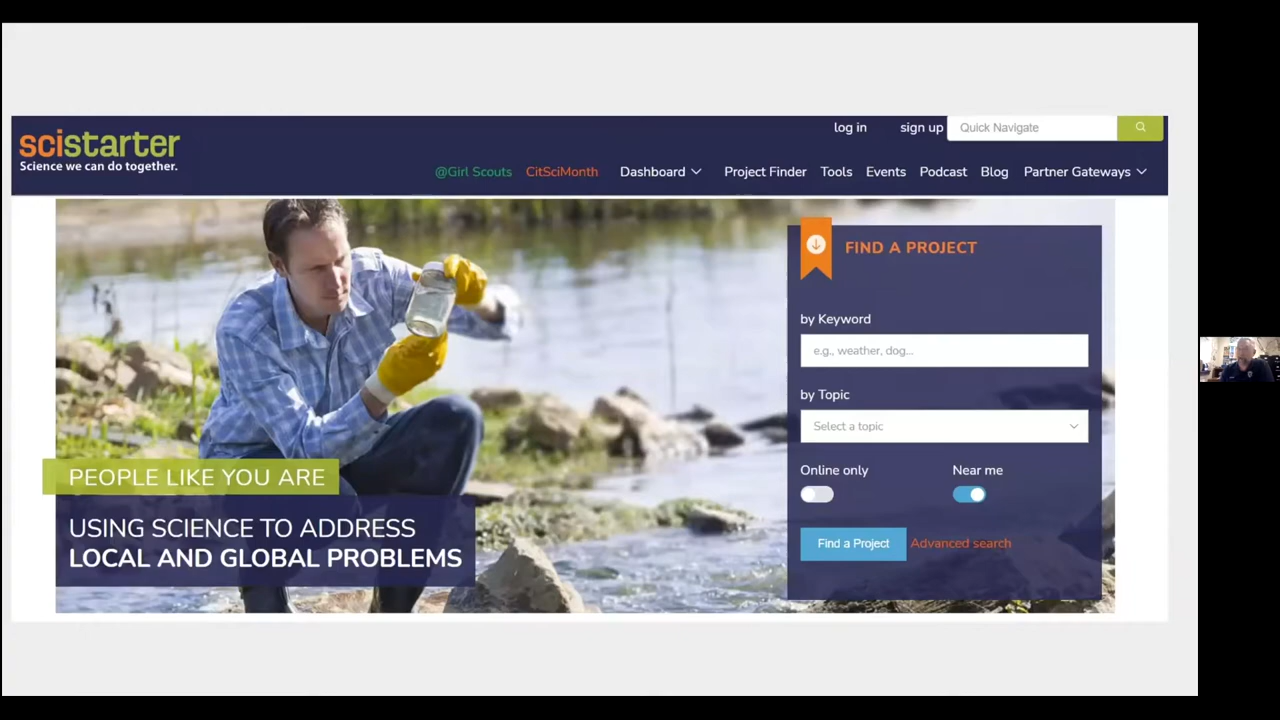 log in sign up Quick Navigate
scistarter
Science we can do together.
@Girl Scouts CitSciMonth Dashboard Project Finder Tools Events Podcast Blog Partner Gateways
FIND A PROJECT
by Keyword
e.g., weather, dog...
by Topic
Select a topic
Online only Near me
Find a Project Advanced search
PEOPLE LIKE YOU ARE
USING SCIENCE TO ADDRESS
LOCAL AND GLOBAL PROBLEMS